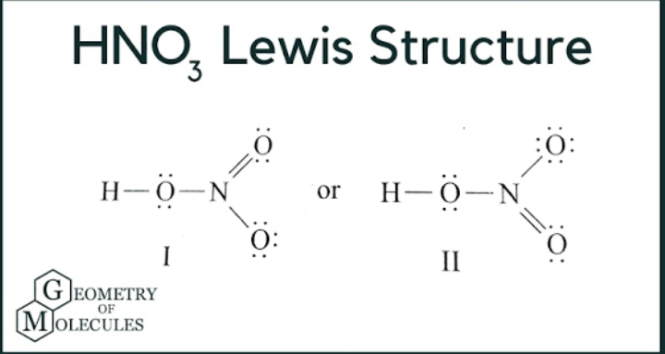 HNO₃ Lewis Structure
H—Ö—N Ö Ö: or H—Ö—N :Ö: Ö
I II
GEOMETRY
OF
MOLECULES